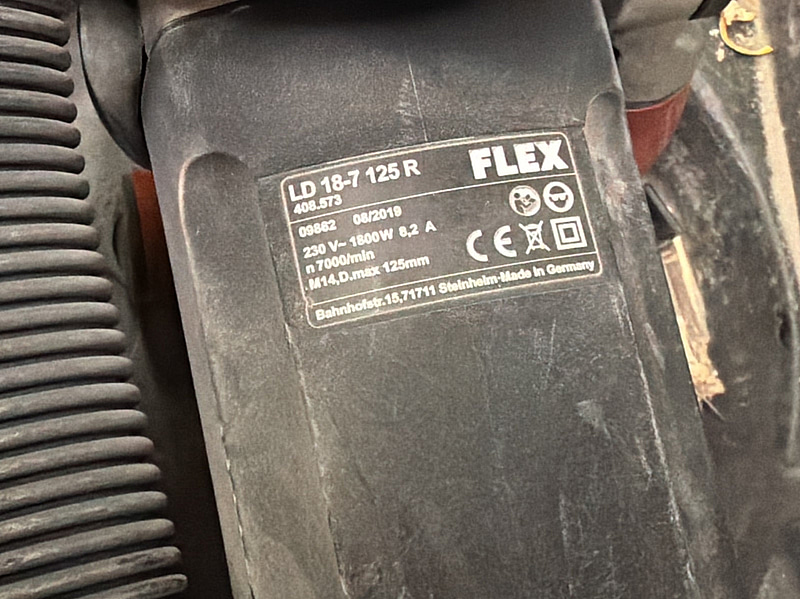 LD 18-7 125 R FLEX
408.573
09862 08/2019
230 V~ 1800W 8,2 A
n 7000/min
M14,D.max 125mm
CE
Bahnhofstr.15,71711 Steinheim-Made in Germany